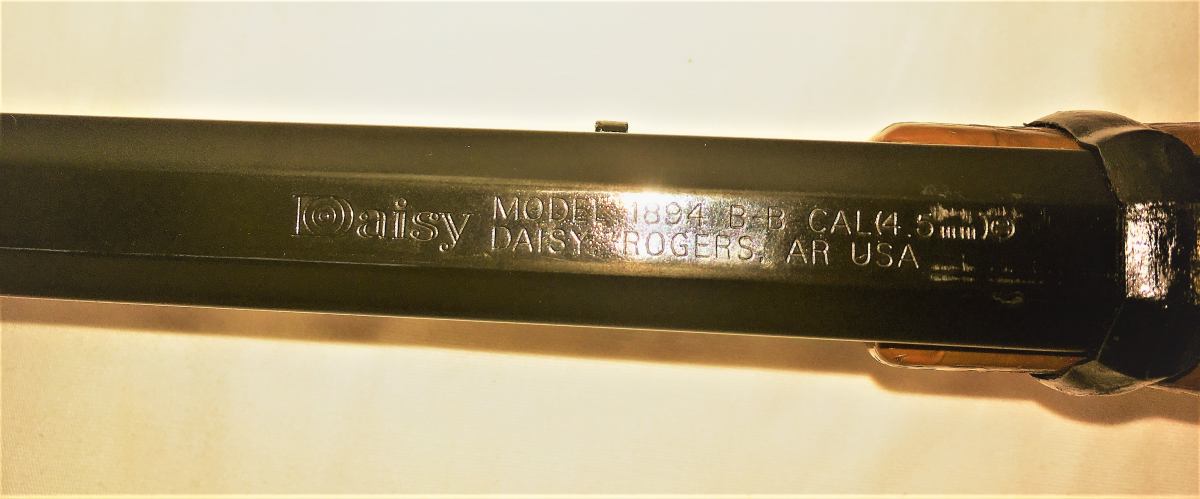 Daisy
MODEL 1894 B-B CAL(4.5mm)
DAISY, ROGERS, AR USA